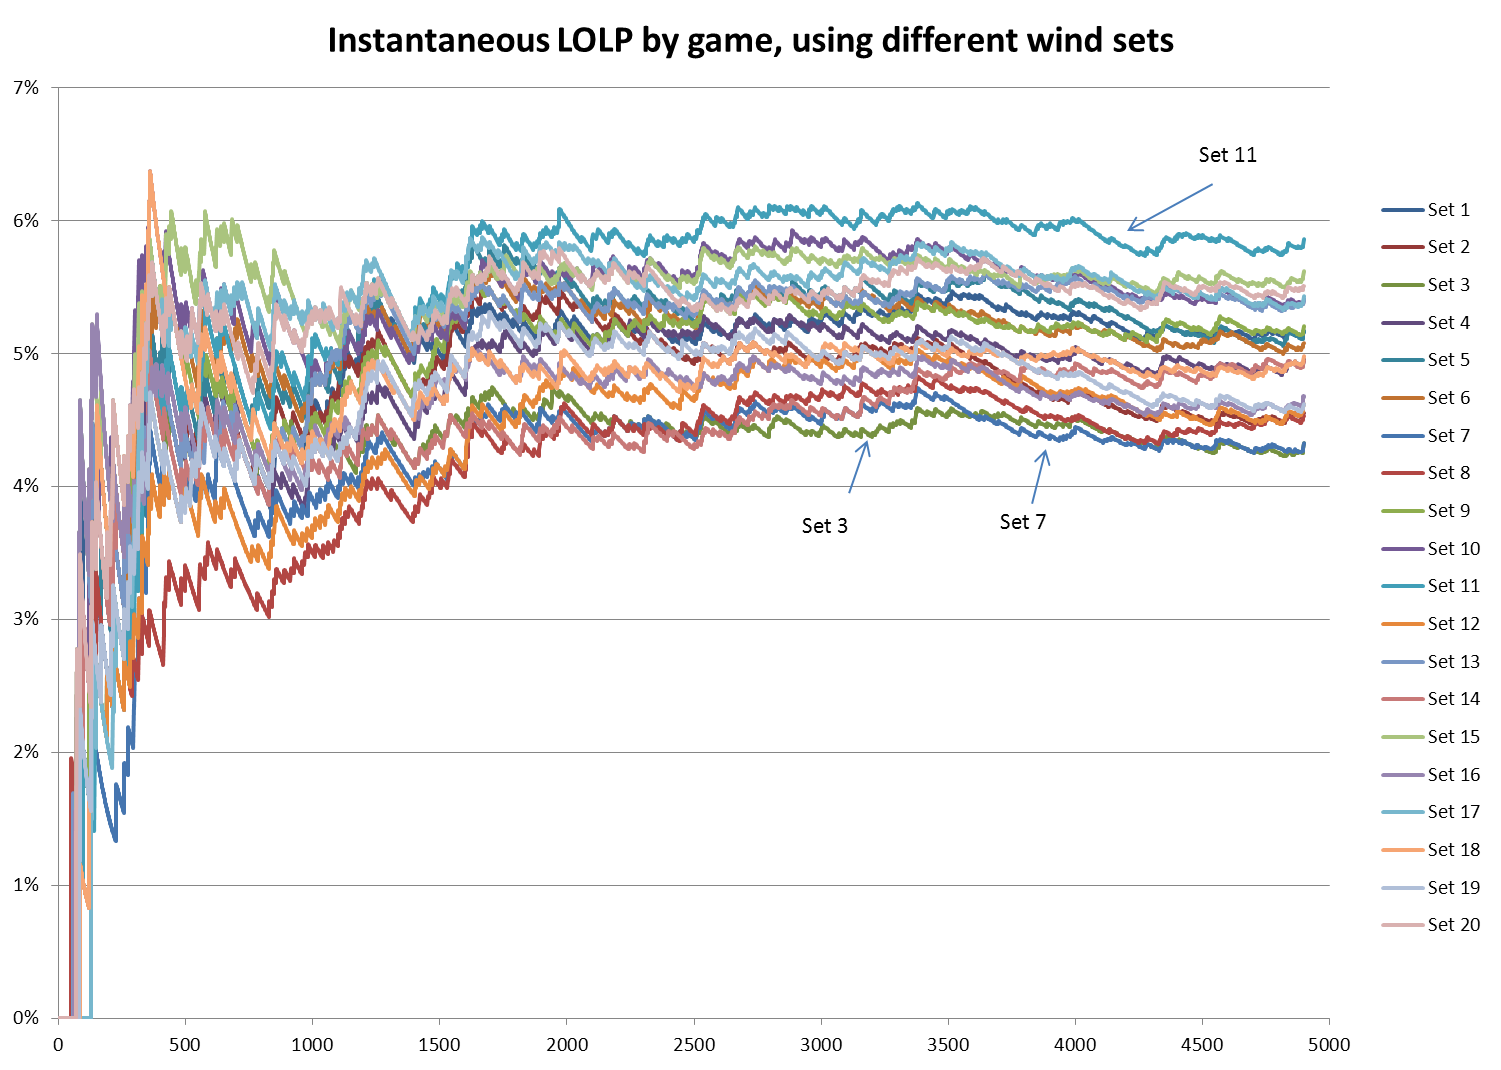 Instantaneous LOLP by game, using different wind sets
7%
6%
5%
4%
3%
2%
1%
0%
0 500 1000 1500 2000 2500 3000 3500 4000 4500 5000
Set 11
Set 3
Set 7
Set 1
Set 2
Set 3
Set 4
Set 5
Set 6
Set 7
Set 8
Set 9
Set 10
Set 11
Set 12
Set 13
Set 14
Set 15
Set 16
Set 17
Set 18
Set 19
Set 20